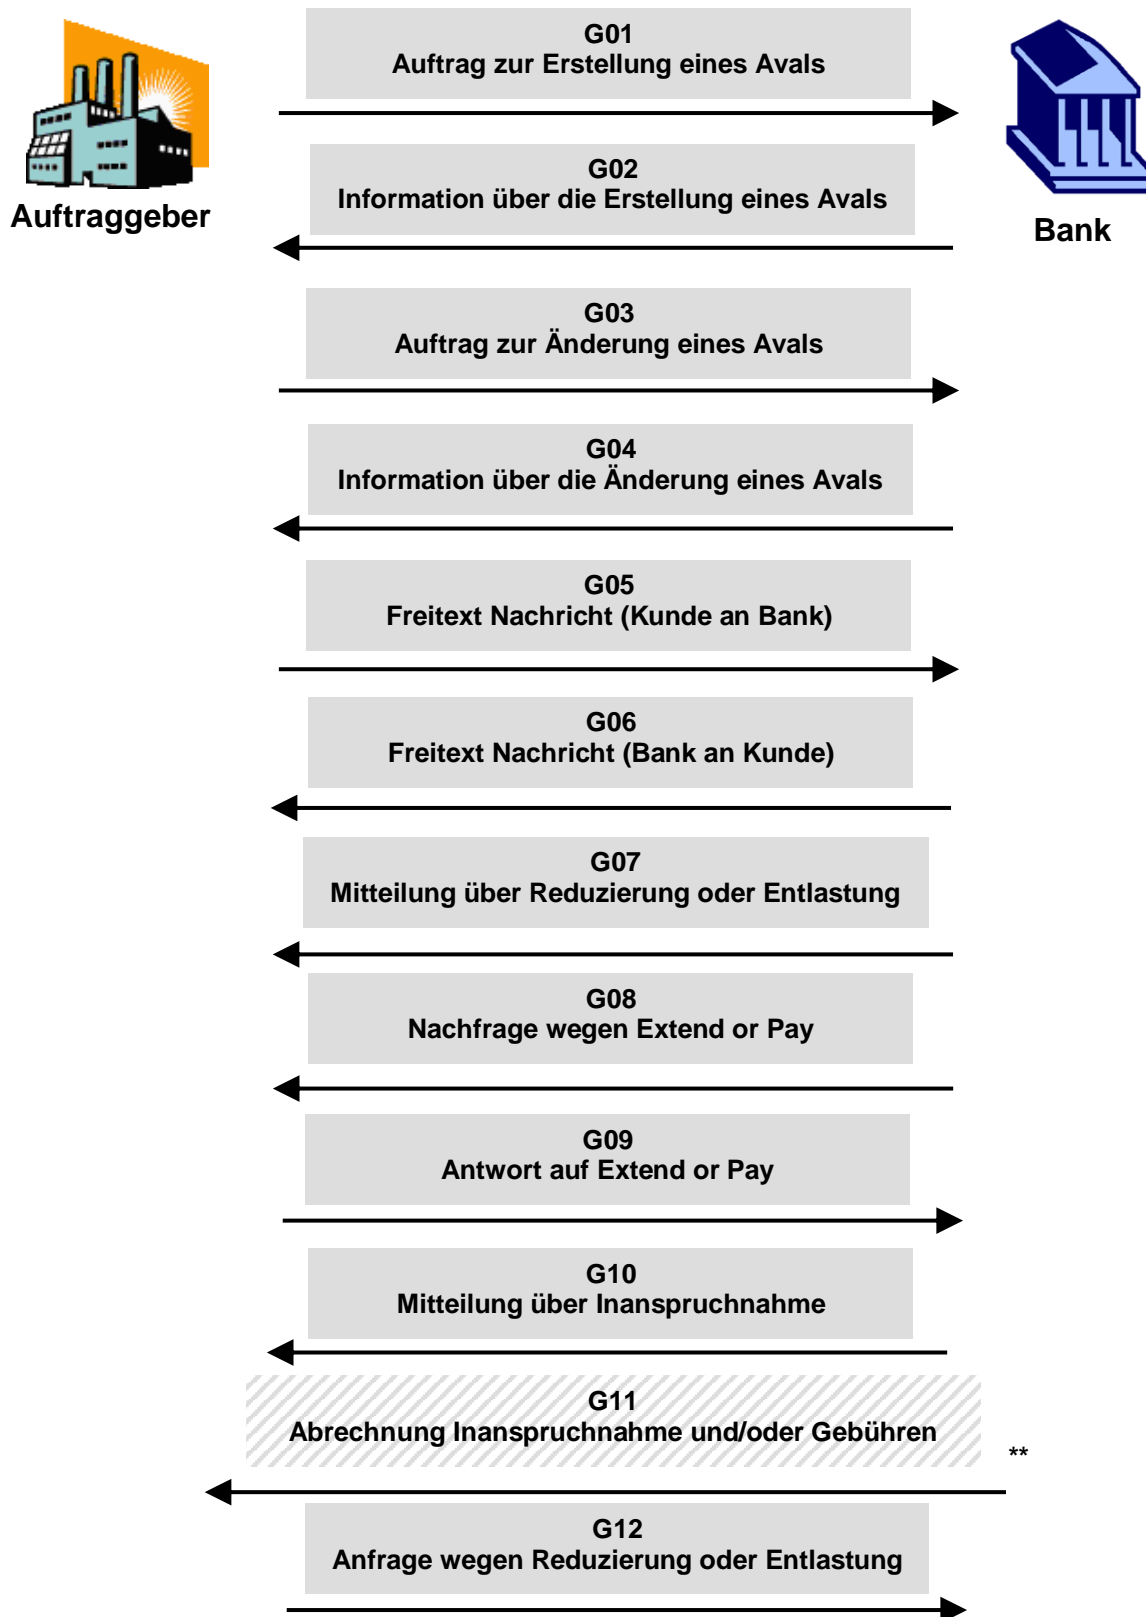 G01
Auftrag zur Erstellung eines Avals
G02
Information über die Erstellung eines Avals
Auftraggeber
Bank
G03
Auftrag zur Änderung eines Avals
G04
Information über die Änderung eines Avals
G05
Freitext Nachricht (Kunde an Bank)
G06
Freitext Nachricht (Bank an Kunde)
G07
Mitteilung über Reduzierung oder Entlastung
G08
Nachfrage wegen Extend or Pay
G09
Antwort auf Extend or Pay
G10
Mitteilung über Inanspruchnahme
G11
Abrechnung Inanspruchnahme und/oder Gebühren
**
G12
Anfrage wegen Reduzierung oder Entlastung